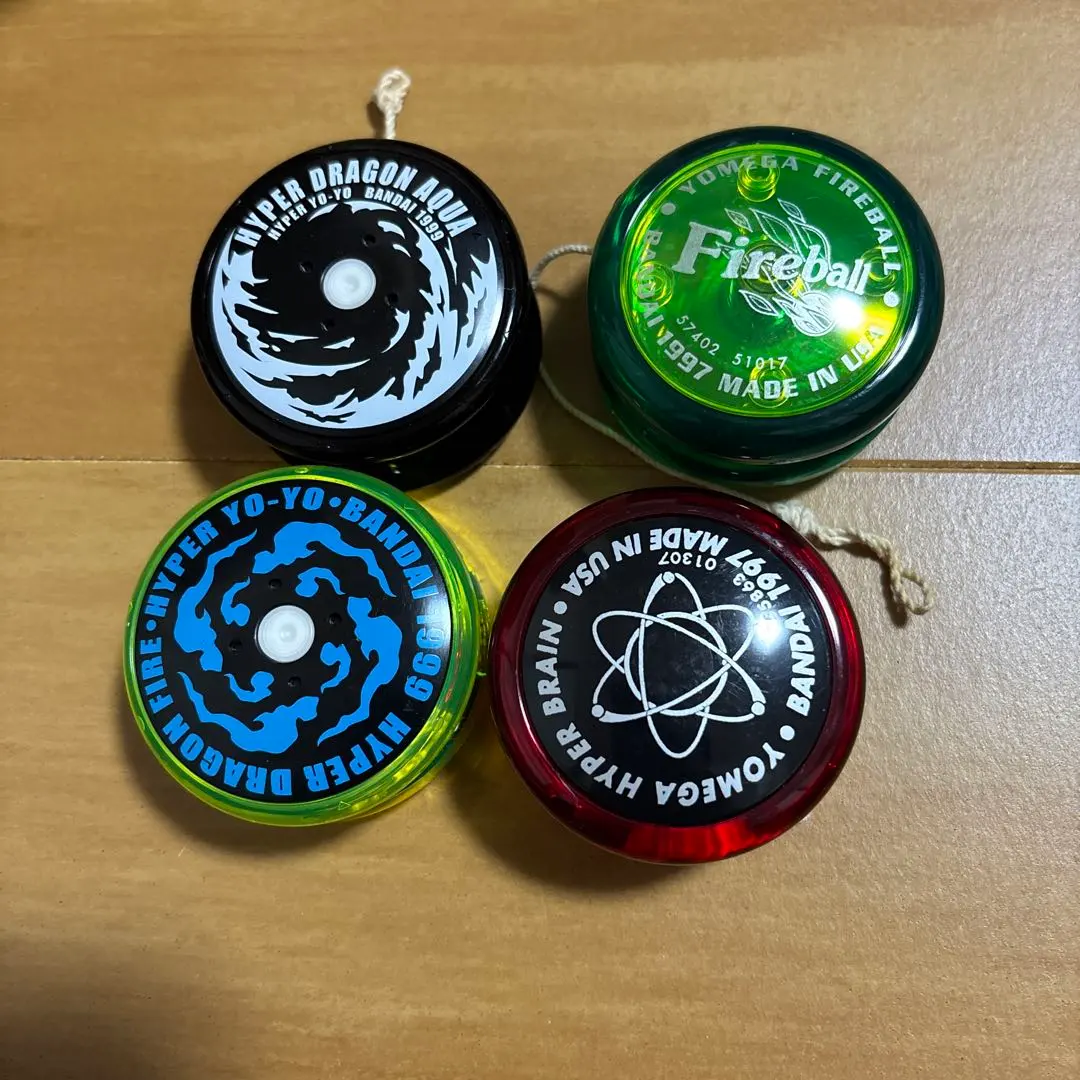 HYPER DRAGON AQUA
HYPER YO-YO BANDAI 1999
YOMEGA FIREBALL
Fireball
57402 51017
• BANDAI 1997 MADE IN USA •
HYPER YO-YO • BANDAI 1999
HYPER DRAGON FIRE •
YOMEGA HYPER BRAIN • MADE IN USA
• BANDAI 1997
01307